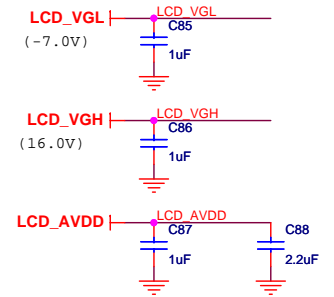 LCD_VGL LCD_VGL
C85
(-7.0V)
1uF
LCD_VGH LCD_VGH
C86
(16.0V)
1uF
LCD_AVDD LCD_AVDD
C87 C88
1uF 2.2uF